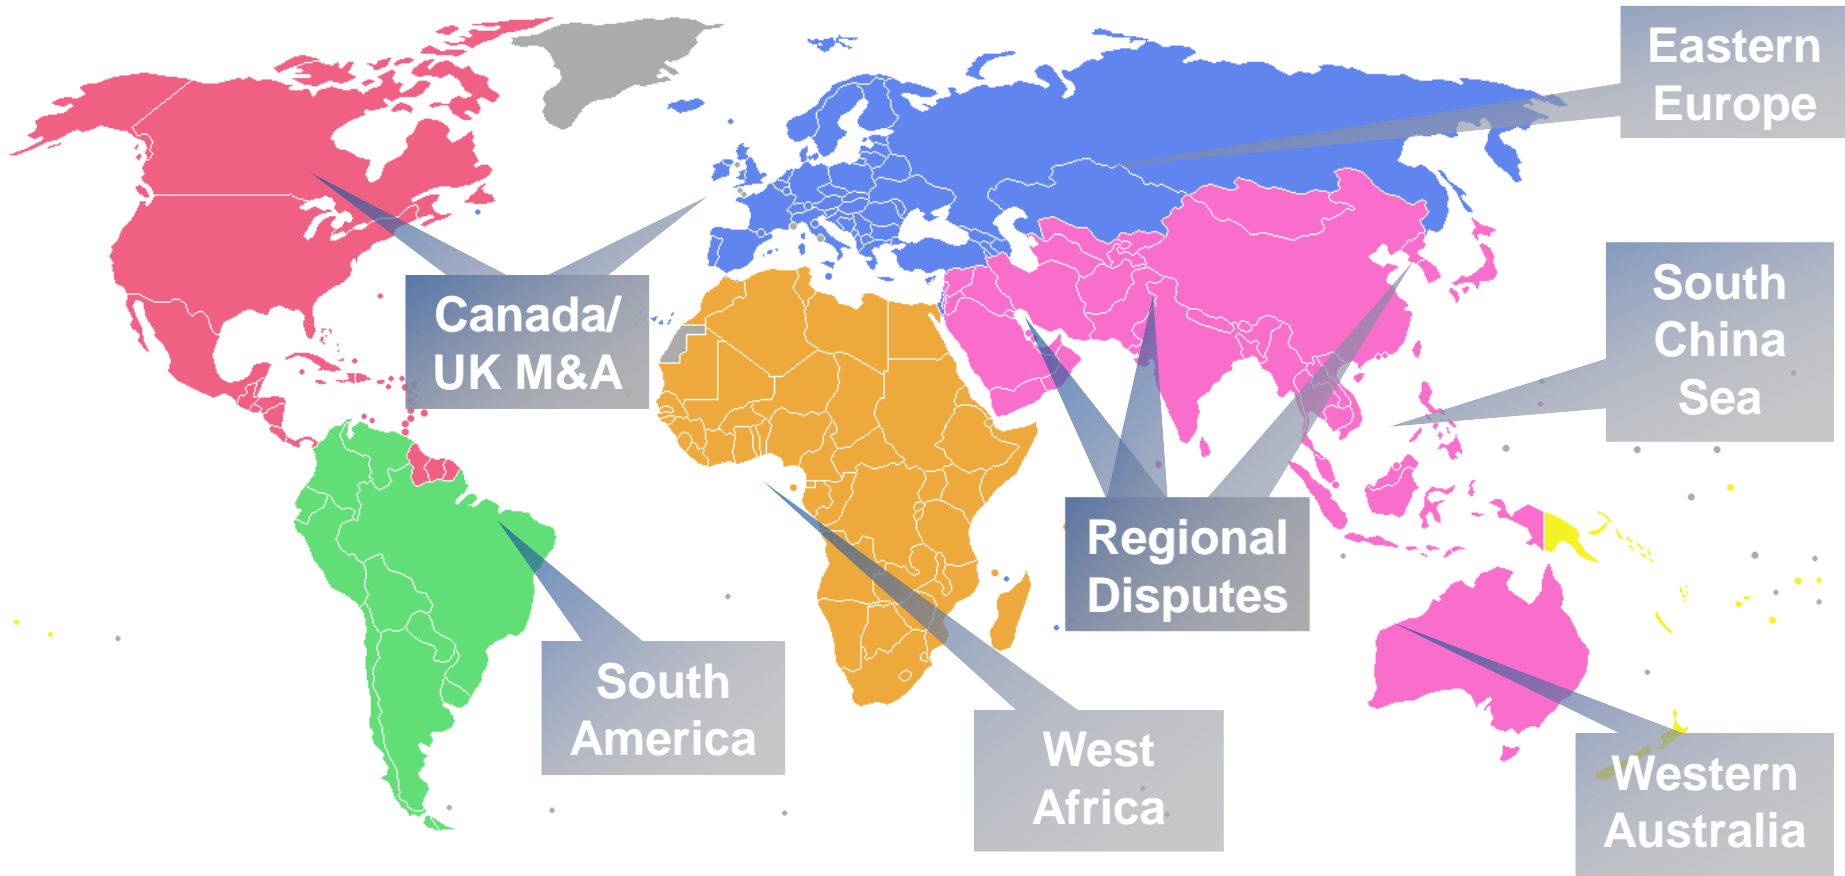 Eastern
Europe
South
China
Sea
Canada/
UK M&A
Regional
Disputes
South
America
West
Africa
Western
Australia